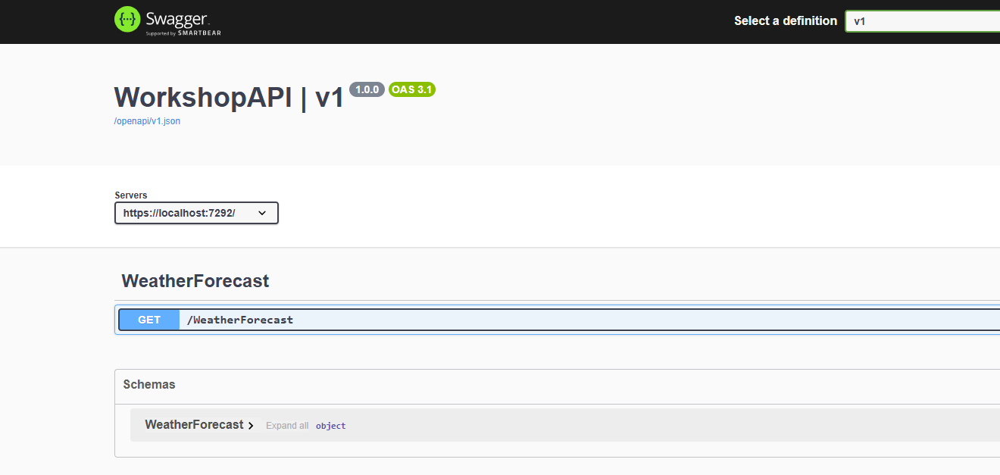 {··} Swagger
Supported by SMARTBEAR
Select a definition v1
WorkshopAPI | v1 1.0.0 OAS 3.1
/openapi/v1.json
Servers
https://localhost:7292/
WeatherForecast
GET /WeatherForecast
Schemas
WeatherForecast Expand all object